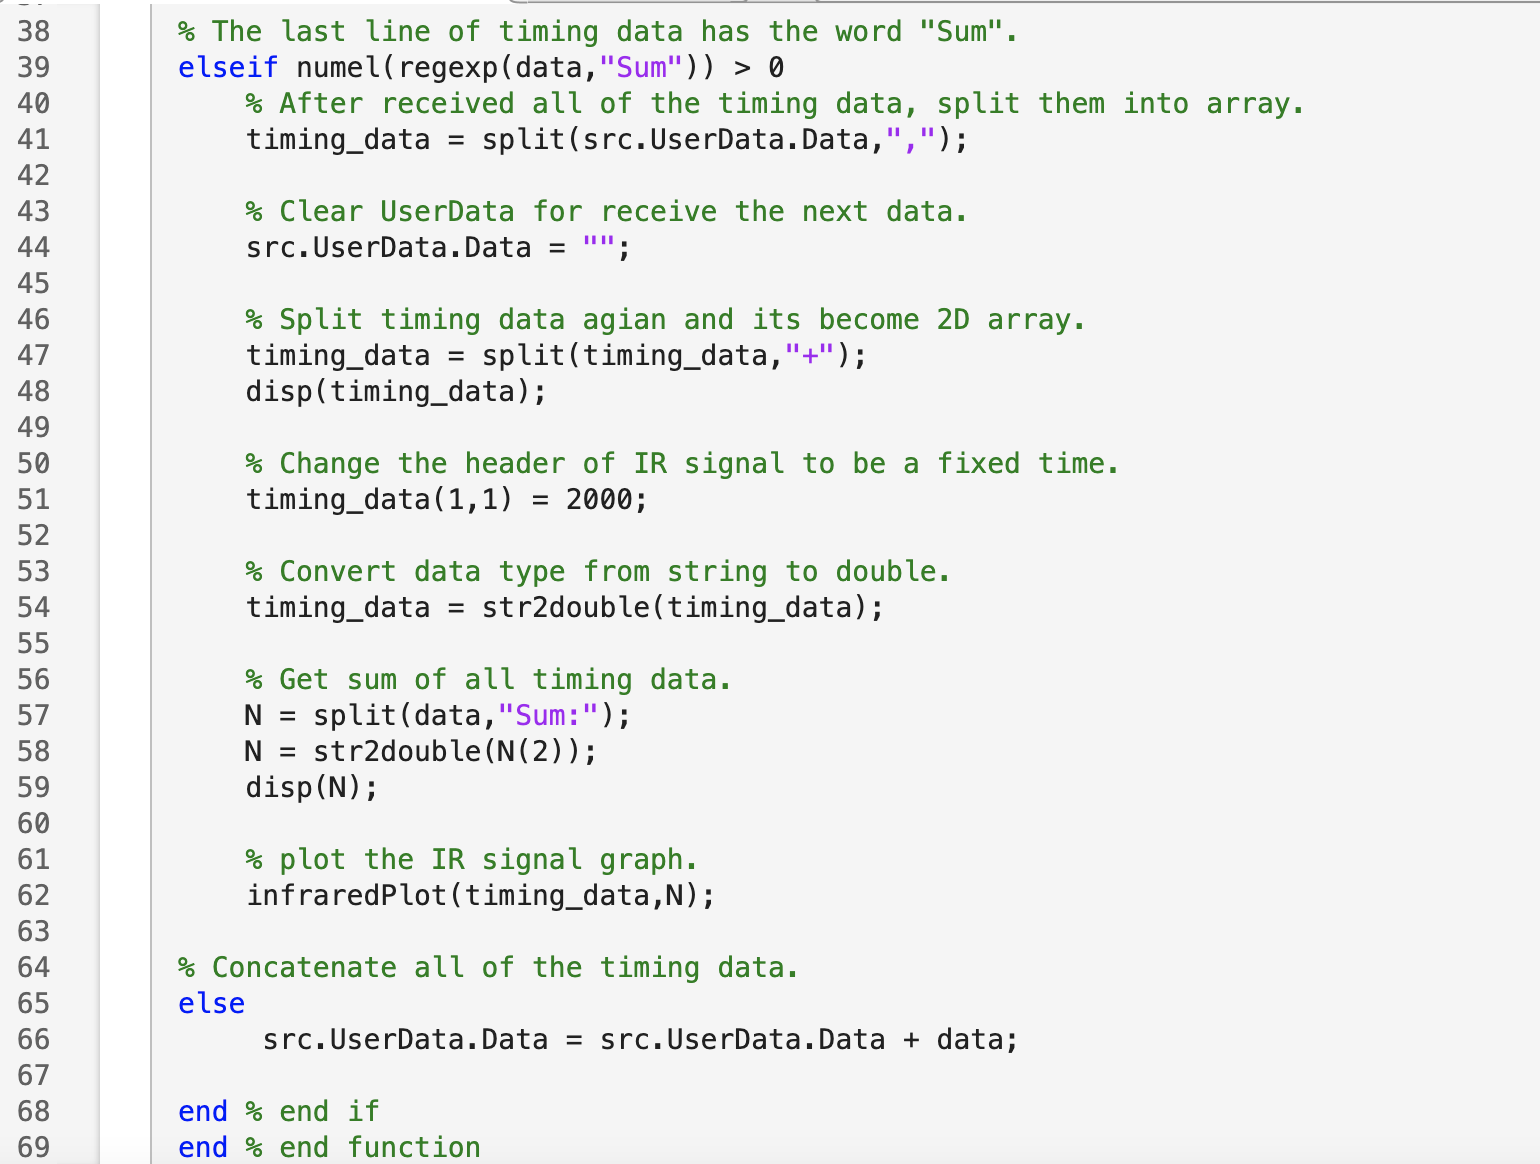 38 % The last line of timing data has the word "Sum".
39 elseif numel(regexp(data,"Sum")) > 0
40 % After received all of the timing data, split them into array.
41 timing_data = split(src.UserData.Data,",");
42
43 % Clear UserData for receive the next data.
44 src.UserData.Data = "";
45
46 % Split timing data agian and its become 2D array.
47 timing_data = split(timing_data,"+");
48 disp(timing_data);
49
50 % Change the header of IR signal to be a fixed time.
51 timing_data(1,1) = 2000;
52
53 % Convert data type from string to double.
54 timing_data = str2double(timing_data);
55
56 % Get sum of all timing data.
57 N = split(data,"Sum:");
58 N = str2double(N(2));
59 disp(N);
60
61 % plot the IR signal graph.
62 infraredPlot(timing_data,N);
63
64 % Concatenate all of the timing data.
65 else
66 src.UserData.Data = src.UserData.Data + data;
67
68 end % end if
69 end % end function